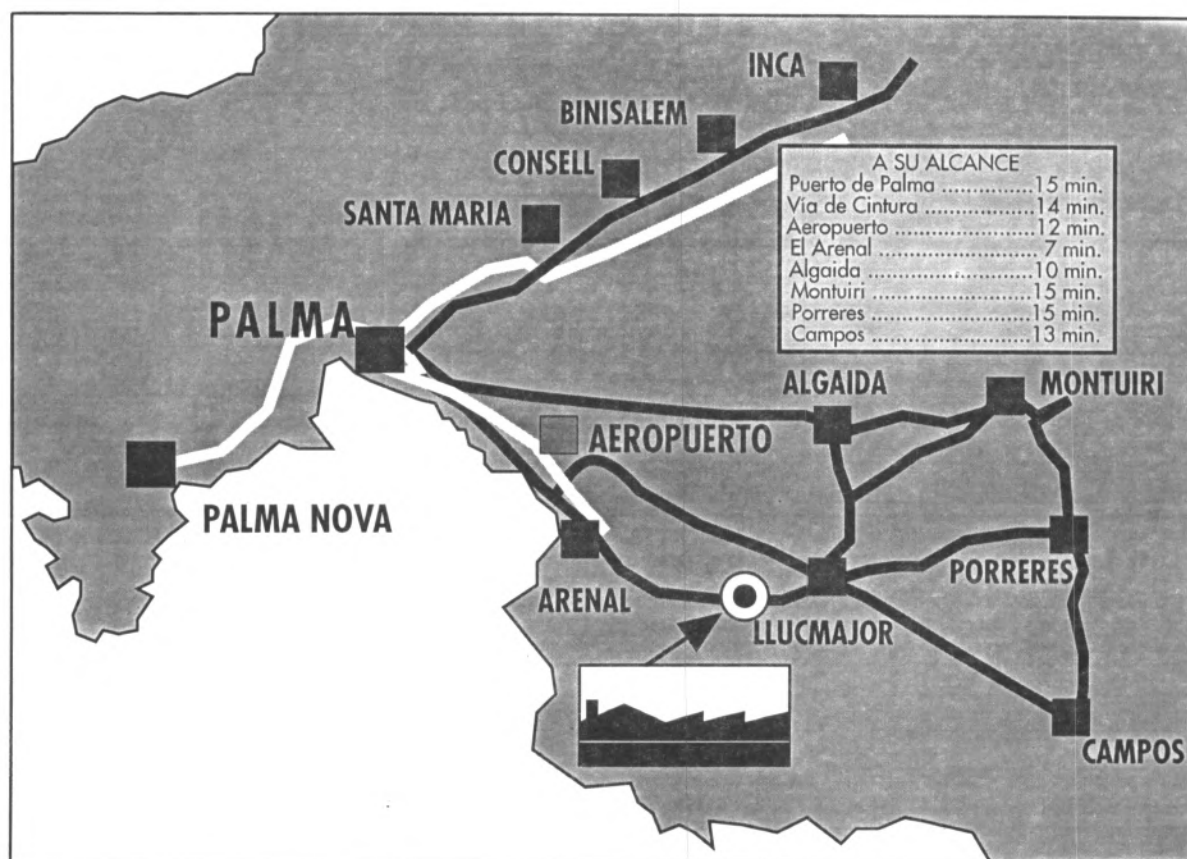 INCA
BINISALEM
CONSELL
SANTA MARIA
A SU ALCANCE
Puerto de Palma ................15 min.
Vía de Cintura ...................14 min.
Aeropuerto .......................12 min.
El Arenal ............................7 min.
Algaida ............................10 min.
Montuiri ...........................15 min.
Porreres ............................15 min.
Campos ............................13 min.
PALMA
ALGAIDA
MONTUIRI
AEROPUERTO
PALMA NOVA
PORRERES
ARENAL
LLUCMAJOR
CAMPOS